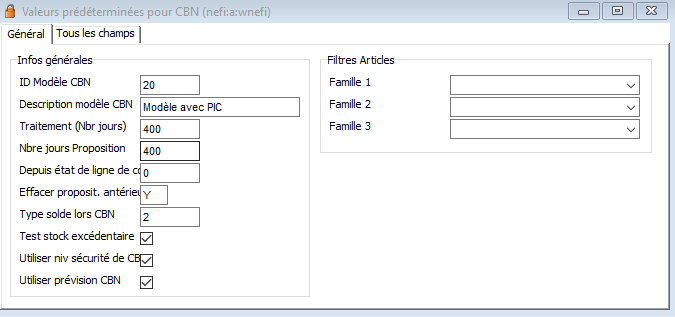 Valeurs prédéterminées pour CBN (nefi:a:wnefi)
Général
Tous les champs
Infos générales
ID Modèle CBN 20
Description modèle CBN Modèle avec PIC
Traitement (Nbr jours) 400
Nbre jours Proposition 400
Depuis état de ligne de co 0
Effacer proposit. antérieu Y
Type solde lors CBN 2
Test stock excédentaire
Utiliser niv sécurité de CB
Utiliser prévision CBN
Filtres Articles
Famille 1
Famille 2
Famille 3